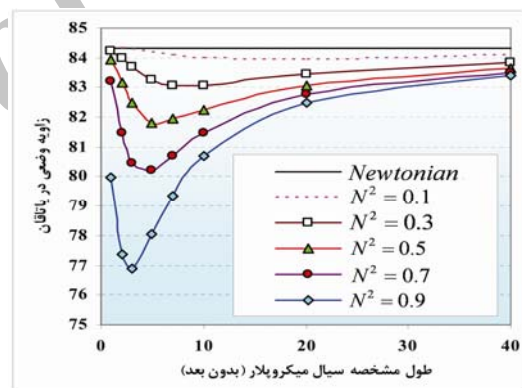 85
84
83
82
81
80
79
78
77
76
75
زاویه وضعی در یاتاقان
Newtonian
N² = 0.1
N² = 0.3
N² = 0.5
N² = 0.7
N² = 0.9
0 10 20 30 40
طول مشخصه سیال میکروپلار (بدون بعد)